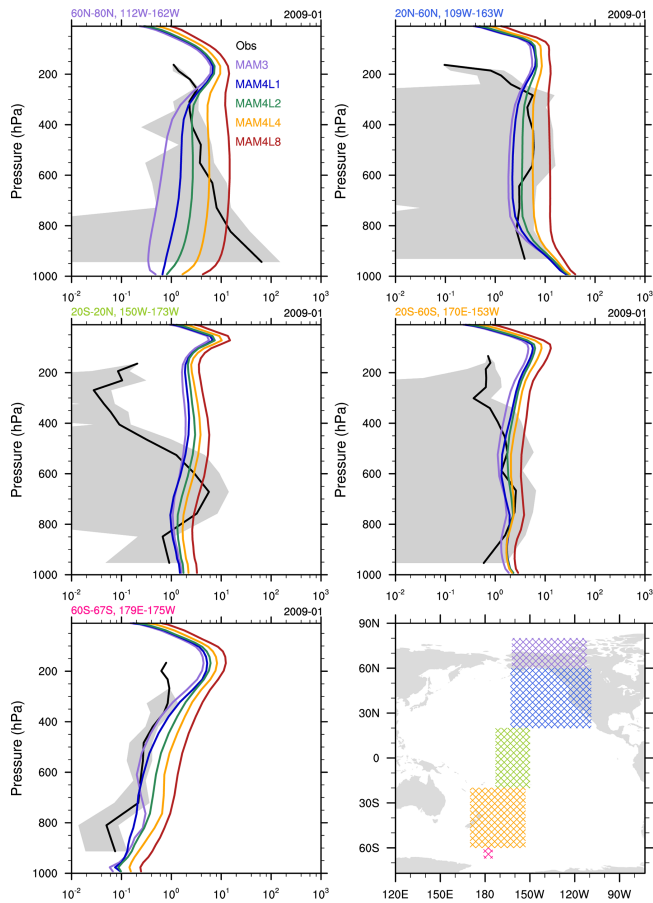 60N-80N, 112W-162W 2009-01
Obs
MAM3
MAM4L1
MAM4L2
MAM4L4
MAM4L8
Pressure (hPa)
200
400
600
800
1000
10-2 10-1 100 101 102 103
20N-60N, 109W-163W 2009-01
Pressure (hPa)
200
400
600
800
1000
10-2 10-1 100 101 102 103
20S-20N, 150W-173W 2009-01
Pressure (hPa)
200
400
600
800
1000
10-2 10-1 100 101 102 103
20S-60S, 170E-153W 2009-01
Pressure (hPa)
200
400
600
800
1000
10-2 10-1 100 101 102 103
60S-67S, 179E-175W 2009-01
Pressure (hPa)
200
400
600
800
1000
10-2 10-1 100 101 102 103
90N
60N
30N
0
30S
60S
120E 150E 180 150W 120W 90W